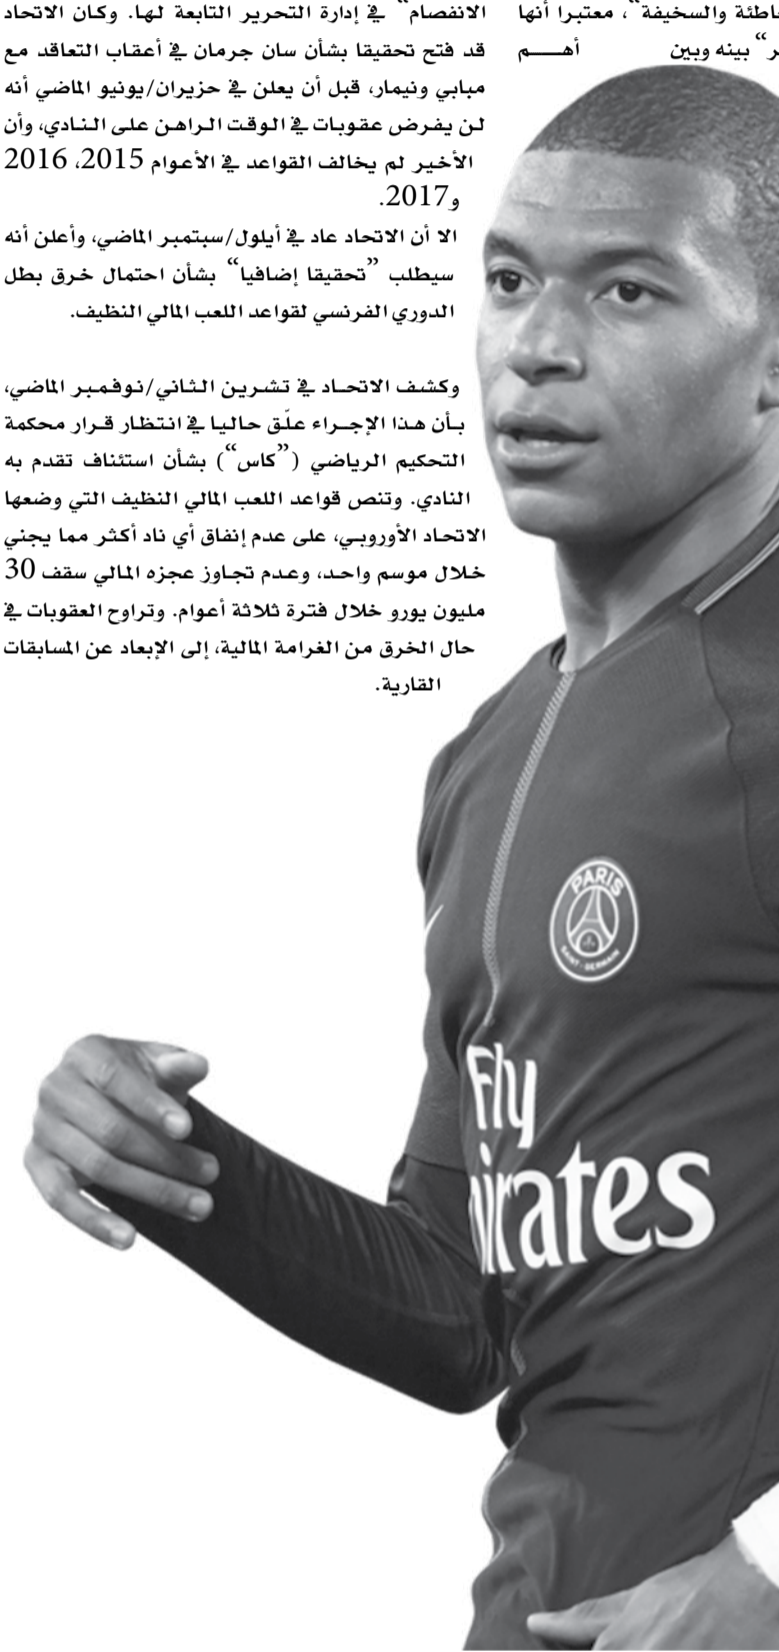 معتبرا أنها
بينه وبين أهم
الانفصام“ في إدارة التحرير التابعة لها. وكان الاتحاد
قد فتح تحقيقا بشأن سان جرمان في أعقاب التعاقد مع
مبابي ونيمار، قبل أن يعلن في حزيران/يونيو الماضي أنه
لن يفرض عقوبات في الوقت الراهن على النادي، وأن
الأخير لم يخالف القواعد في الأعوام 2015، 2016
و2017.
الا أن الاتحاد عاد في أيلول/سبتمبر الماضي، وأعلن أنه
سيطلب ”تحقيقا إضافيا“ بشأن احتمال خرق بطل
الدوري الفرنسي لقواعد اللعب المالي النظيف.
وكشف الاتحاد في تشرين الثاني/نوفمبر الماضي،
بأن هذا الإجراء علّق حاليا في انتظار قرار محكمة
التحكيم الرياضي (”كاس“) بشأن استئناف تقدم به
النادي. وتنص قواعد اللعب المالي النظيف التي وضعها
الاتحاد الأوروبي، على عدم إنفاق أي ناد أكثر مما يجني
خلال موسم واحد، وعدم تجاوز عجزه المالي سقف 30
مليون يورو خلال فترة ثلاثة أعوام. وتراوح العقوبات في
حال الخرق من الغرامة المالية، إلى الإبعاد عن المسابقات
القارية.
PARIS
SAINT-GERMAIN
Fly
irates